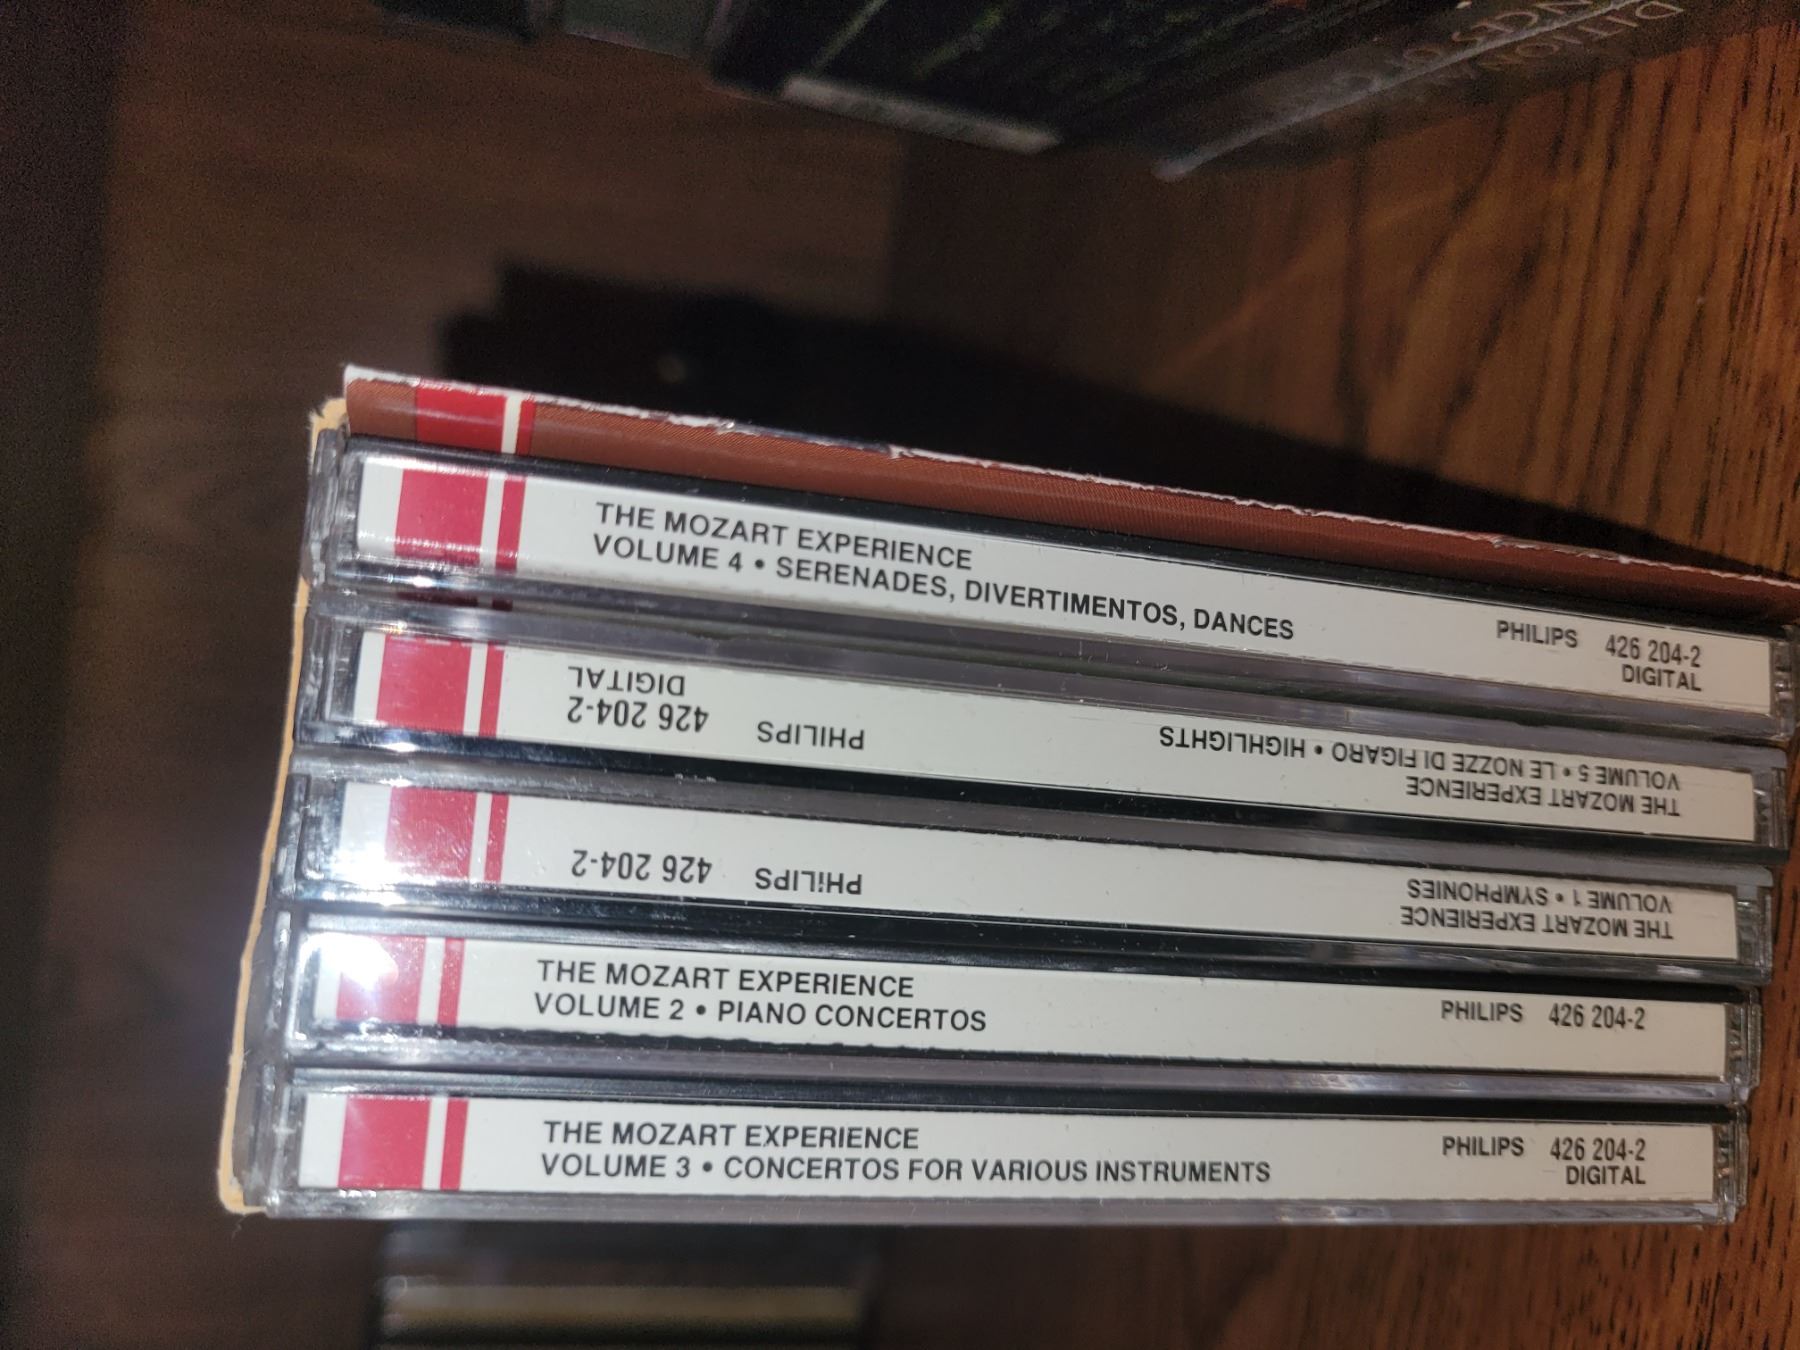 THE MOZART EXPERIENCE
VOLUME 4 • SERENADES, DIVERTIMENTOS, DANCES
PHILIPS 426 204-2
DIGITAL
THE MOZART EXPERIENCE
VOLUME 5 • LE NOZZE DI FIGARO • HIGHLIGHTS
PHILIPS 426 204-2
DIGITAL
THE MOZART EXPERIENCE
VOLUME 1 • SYMPHONIES
PHILIPS 426 204-2
THE MOZART EXPERIENCE
VOLUME 2 • PIANO CONCERTOS
PHILIPS 426 204-2
THE MOZART EXPERIENCE
VOLUME 3 • CONCERTOS FOR VARIOUS INSTRUMENTS
PHILIPS 426 204-2
DIGITAL